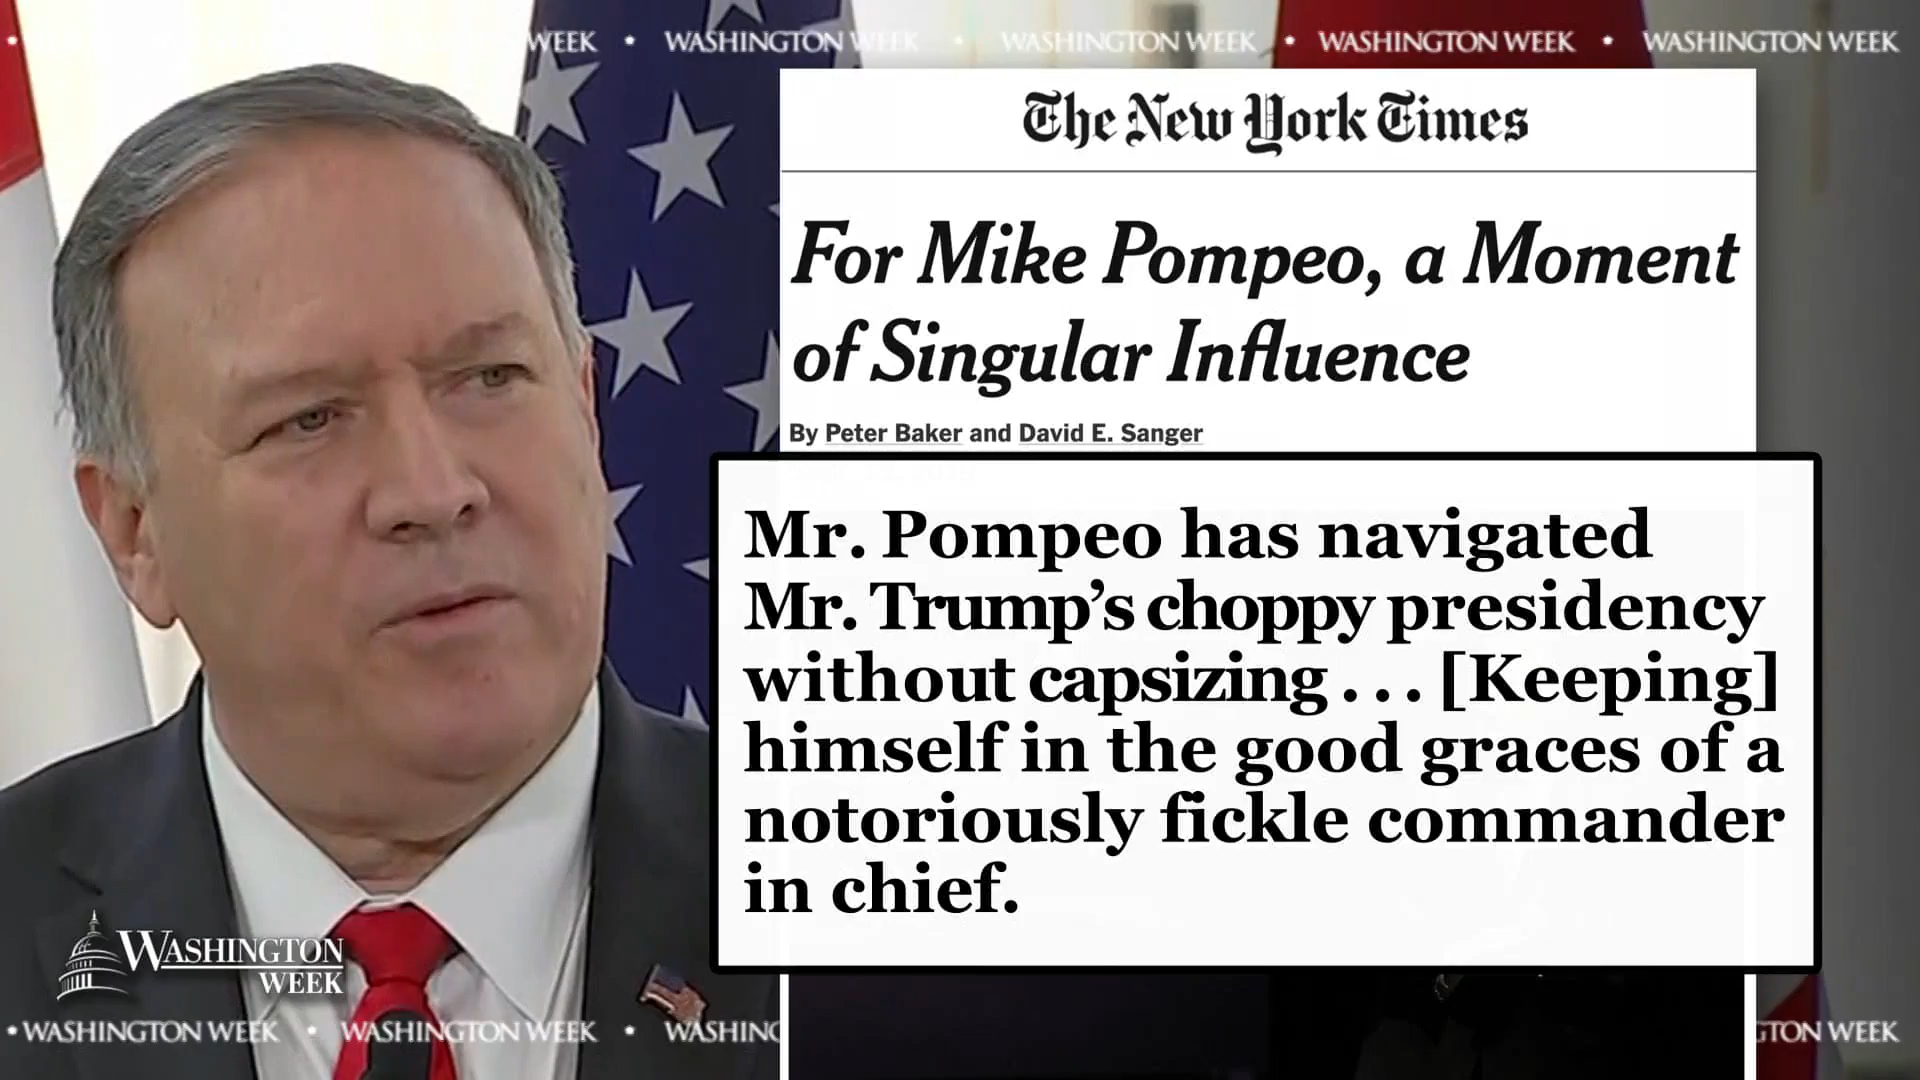 WEEK • WASHINGTON WEEK • WASHINGTON WEEK • WASHINGTON WEEK • WASHINGTON WEEK
The New York Times
For Mike Pompeo, a Moment
of Singular Influence
By Peter Baker and David E. Sanger
Mr. Pompeo has navigated
Mr. Trump’s choppy presidency
without capsizing . . . [Keeping]
himself in the good graces of a
notoriously fickle commander
in chief.
WASHINGTON
WEEK
• WASHINGTON WEEK • WASHINGTON WEEK • WASHING
GTON WEEK